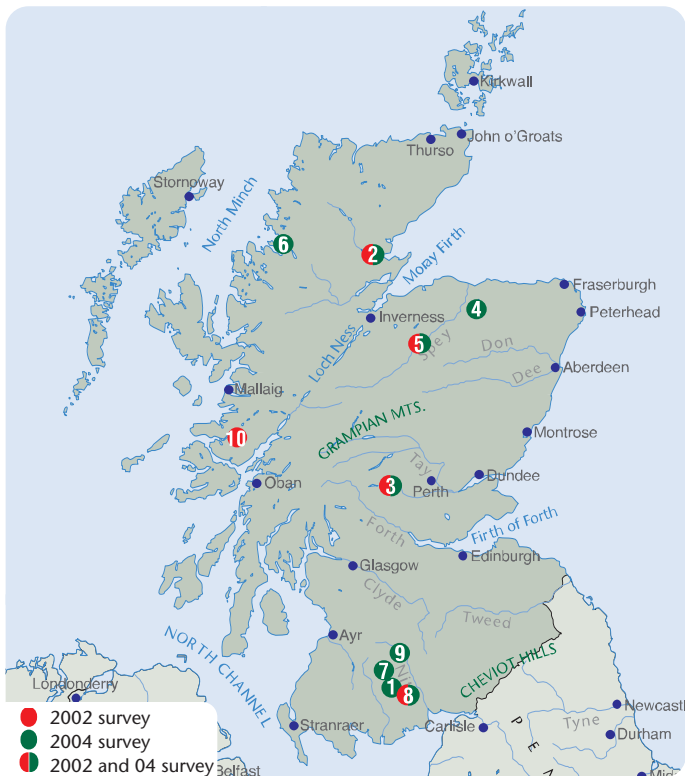 Kirkwall
John o'Groats
Thurso
Stornoway
North Minch
6
2
Moray Firth
Fraserburgh
4
Peterhead
Inverness
5
Spey
Don
Loch Ness
Dee
Aberdeen
Mallaig
GRAMPIAN MTS.
10
Montrose
Tay
Dundee
Oban
3
Perth
Forth
Firth of Forth
Edinburgh
Glasgow
Clyde
Tweed
NORTH CHANNEL
Ayr
9
CHEVIOT HILLS
7
Ni
1
8
Londonderry
Newcastl
Stranraer
Carlisle
P E N
Tyne
Durham
2002 survey
2004 survey
2002 and 04 survey
Belfast
Mid